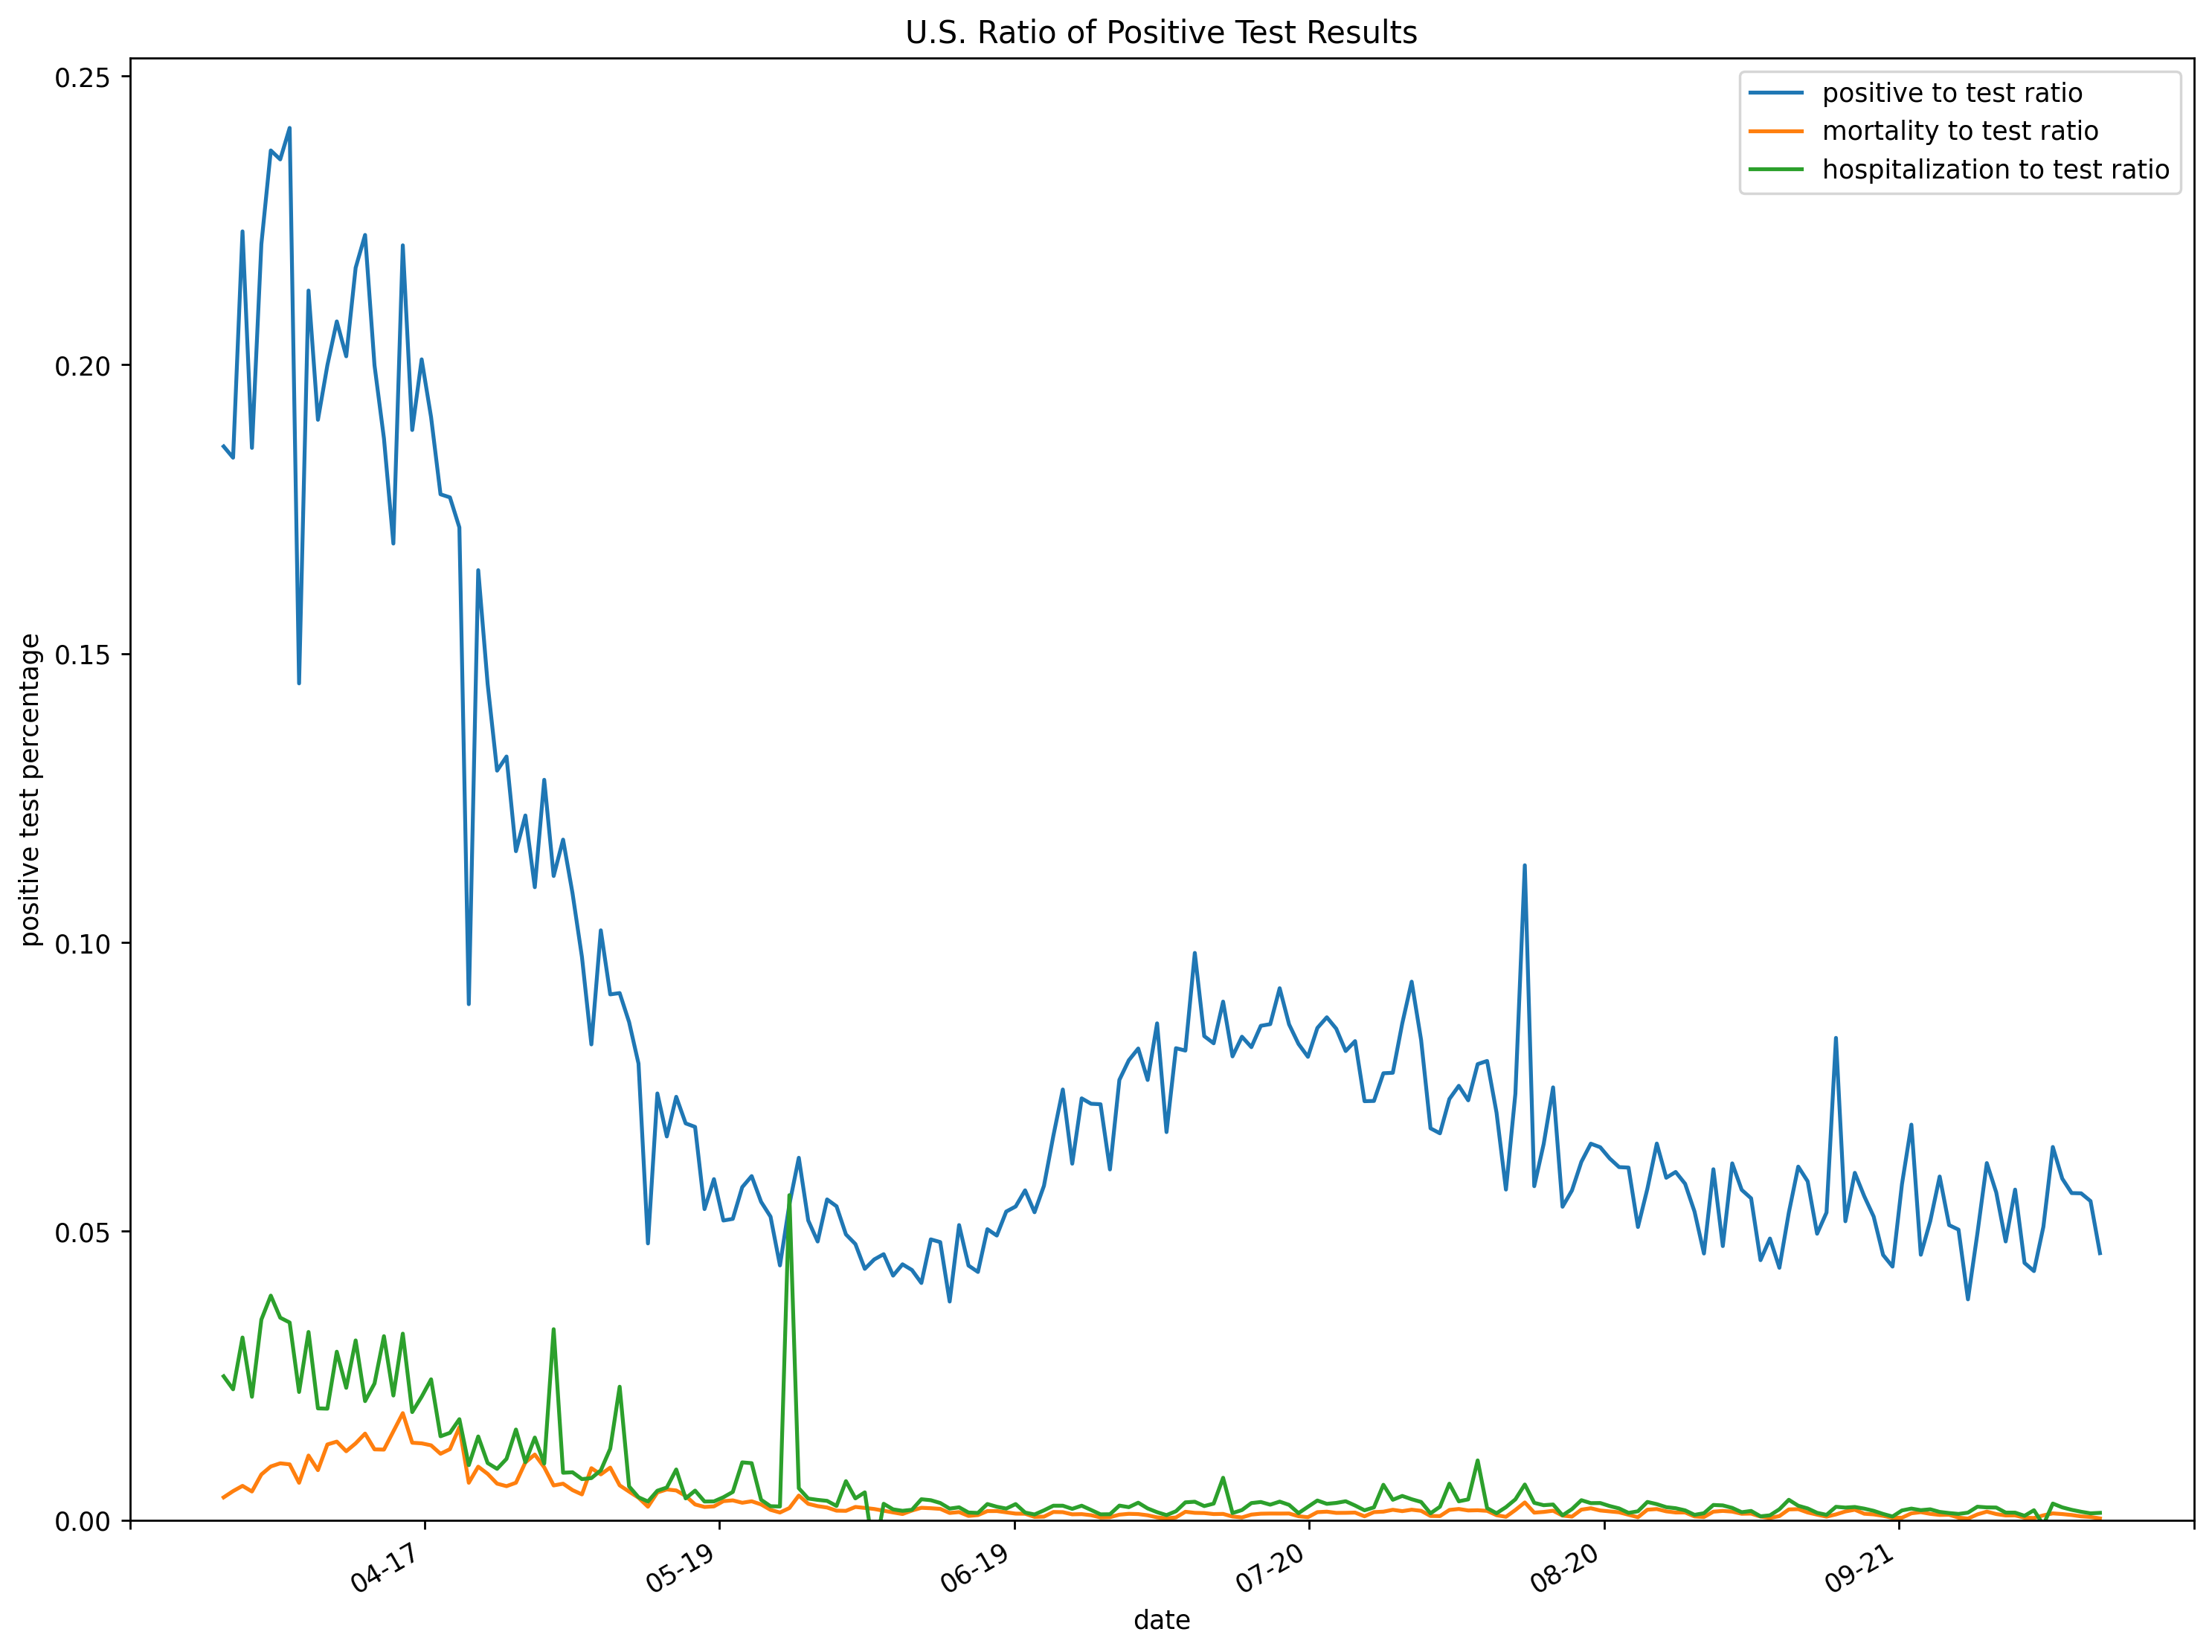 U.S. Ratio of Positive Test Results
positive to test ratio
mortality to test ratio
hospitalization to test ratio
positive test percentage
0.25
0.20
0.15
0.10
0.05
0.00
04-17
05-19
06-19
07-20
08-20
09-21
date